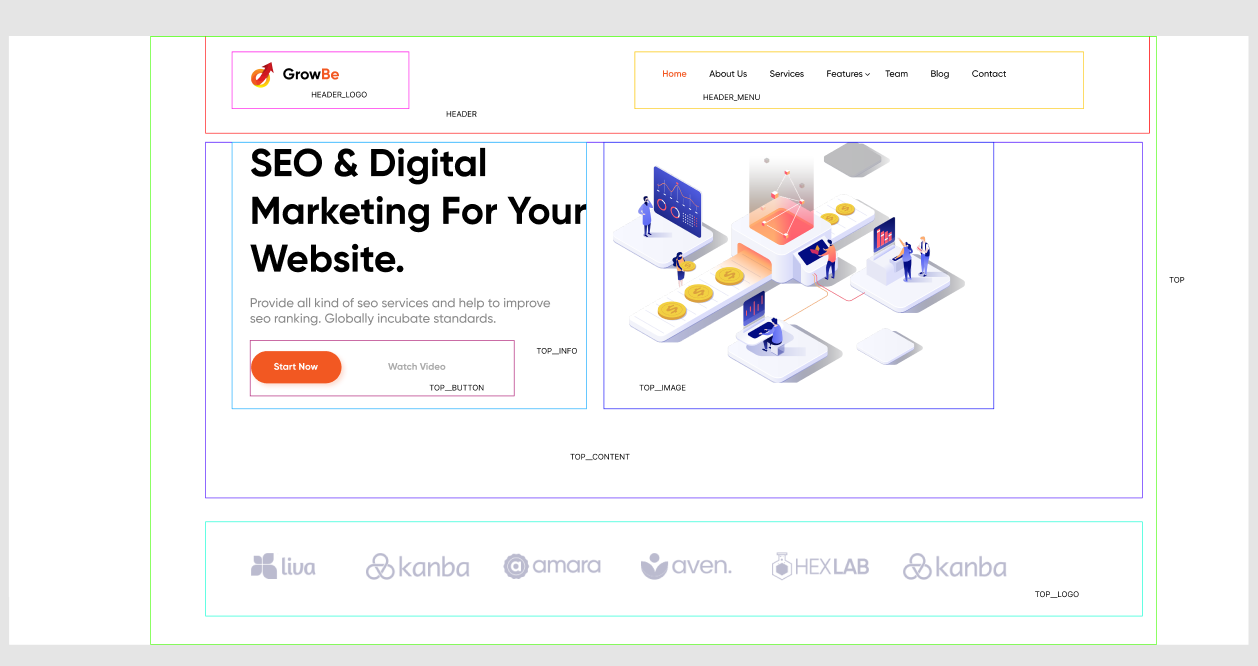 GrowBe
HEADER_LOGO
HEADER
Home About Us Services Features Team Blog Contact
HEADER_MENU
SEO & Digital
Marketing For Your
Website.
Provide all kind of seo services and help to improve
seo ranking. Globally incubate standards.
Start Now
Watch Video
TOP__BUTTON
TOP__INFO
TOP__IMAGE
TOP
TOP__CONTENT
liva
kanba
a amara
aven.
HEXLAB
kanba
TOP__LOGO